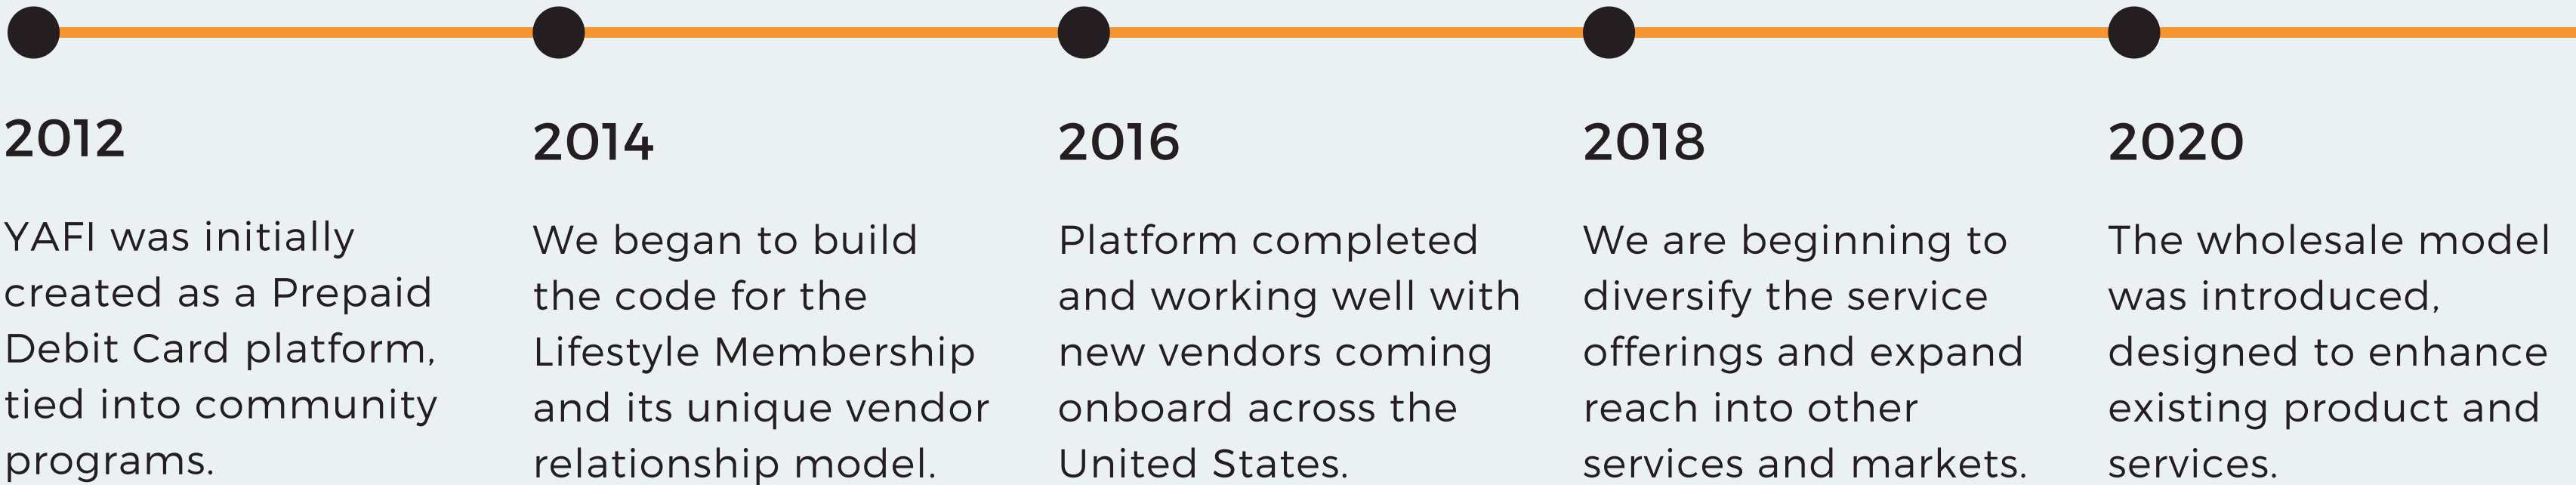 2012
YAFI was initially
created as a Prepaid
Debit Card platform,
tied into community
programs.
2014
We began to build
the code for the
Lifestyle Membership
and its unique vendor
relationship model.
2016
Platform completed
and working well with
new vendors coming
onboard across the
United States.
2018
We are beginning to
diversify the service
offerings and expand
reach into other
services and markets.
2020
The wholesale model
was introduced,
designed to enhance
existing product and
services.